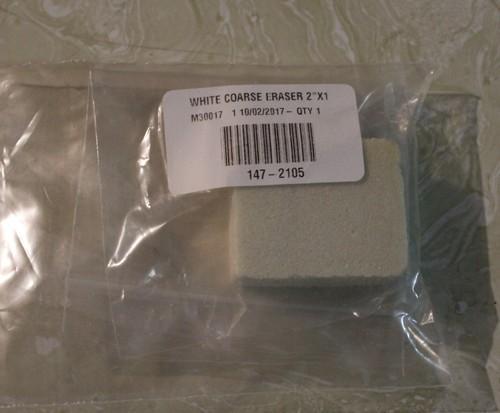 WHITE COARSE ERASER 2"X1
M30017 1 10/02/2017 - QTY 1
147 - 2105